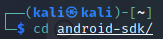 ┌──(kali㉿kali)-[~]
└─$ cd android-sdk/